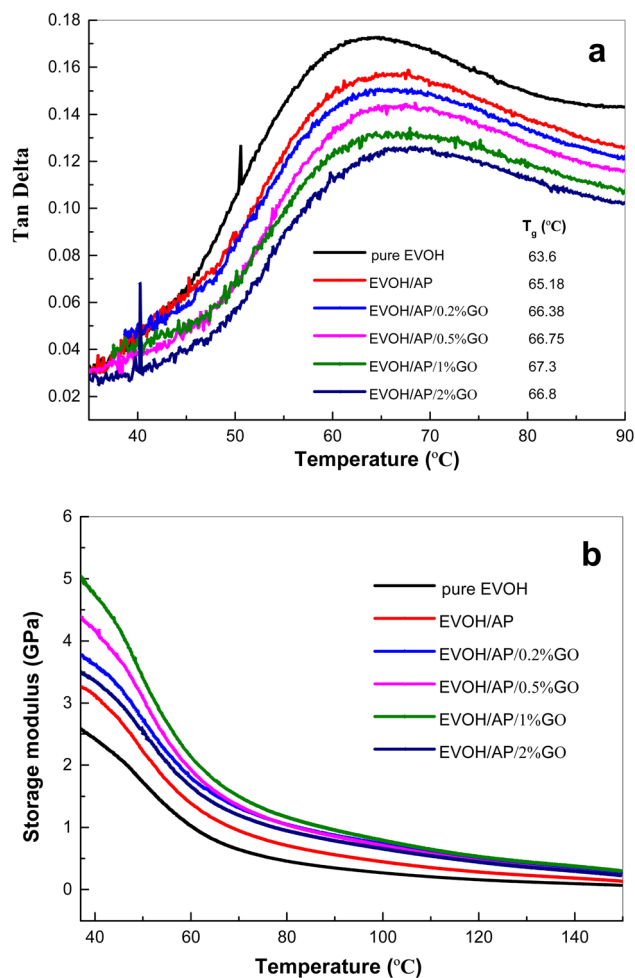 a
0.18
0.16
0.14
0.12
0.10
0.08
0.06
0.04
0.02
Tan Delta
Tg (ºC)
pure EVOH 63.6
EVOH/AP 65.18
EVOH/AP/0.2%GO 66.38
EVOH/AP/0.5%GO 66.75
EVOH/AP/1%GO 67.3
EVOH/AP/2%GO 66.8
40 50 60 70 80 90
Temperature (ºC)
b
6
5
4
3
2
1
0
Storage modulus (GPa)
pure EVOH
EVOH/AP
EVOH/AP/0.2%GO
EVOH/AP/0.5%GO
EVOH/AP/1%GO
EVOH/AP/2%GO
40 60 80 100 120 140
Temperature (ºC)